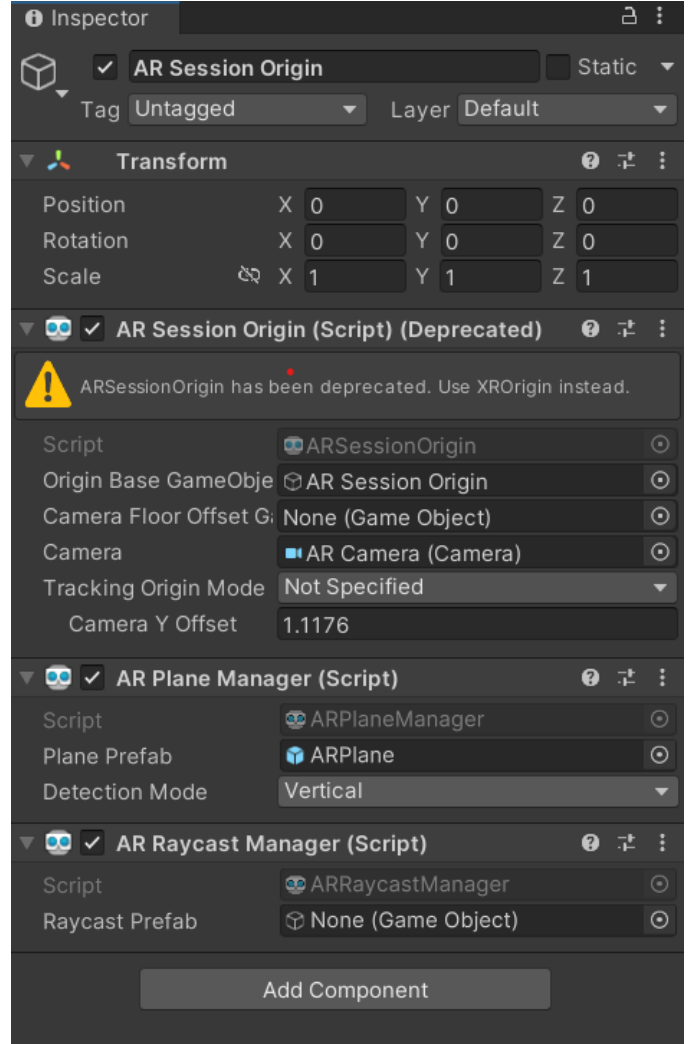 Inspector
AR Session Origin Static
Tag Untagged Layer Default
Transform
Position X 0 Y 0 Z 0
Rotation X 0 Y 0 Z 0
Scale X 1 Y 1 Z 1
AR Session Origin (Script) (Deprecated)
ARSessionOrigin has been deprecated. Use XROrigin instead.
Script ARSessionOrigin
Origin Base GameObje AR Session Origin
Camera Floor Offset Ga None (Game Object)
Camera AR Camera (Camera)
Tracking Origin Mode Not Specified
Camera Y Offset 1.1176
AR Plane Manager (Script)
Script ARPlaneManager
Plane Prefab ARPlane
Detection Mode Vertical
AR Raycast Manager (Script)
Script ARRaycastManager
Raycast Prefab None (Game Object)
Add Component